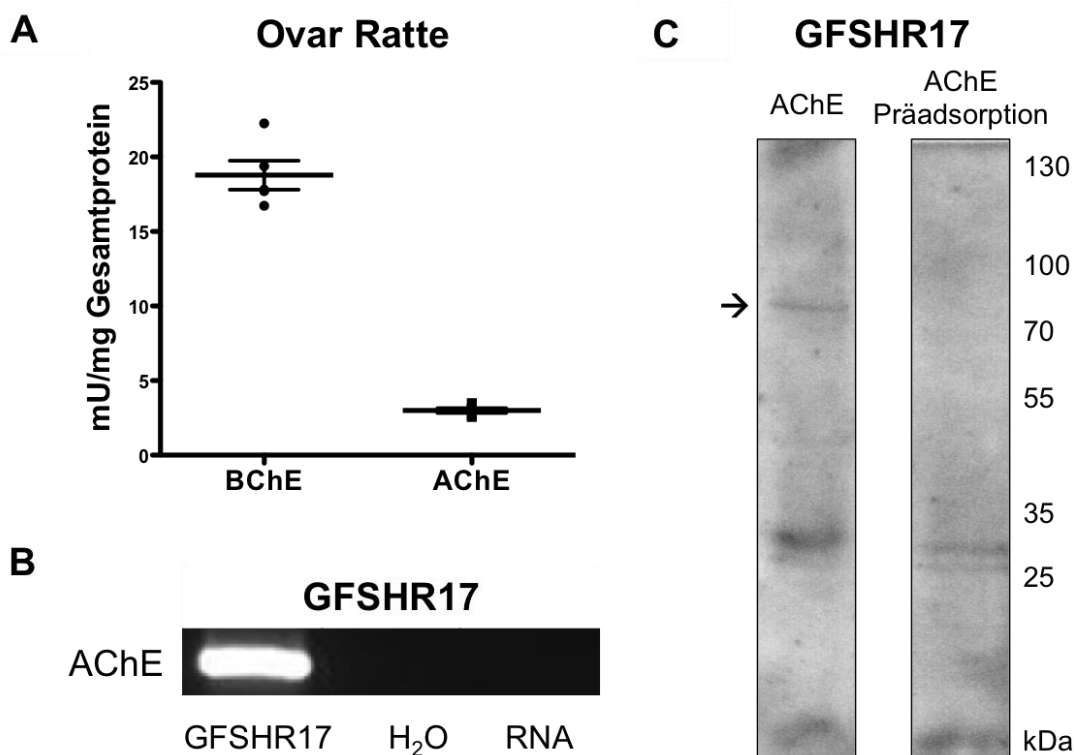 A
Ovar Ratte
mU/mg Gesamtprotein
25
20
15
10
5
0
BChE
AChE
B
GFSHR17
AChE
GFSHR17
H₂O
RNA
C
GFSHR17
AChE
AChE
Präadsorption
→
130
100
70
55
35
25
kDa